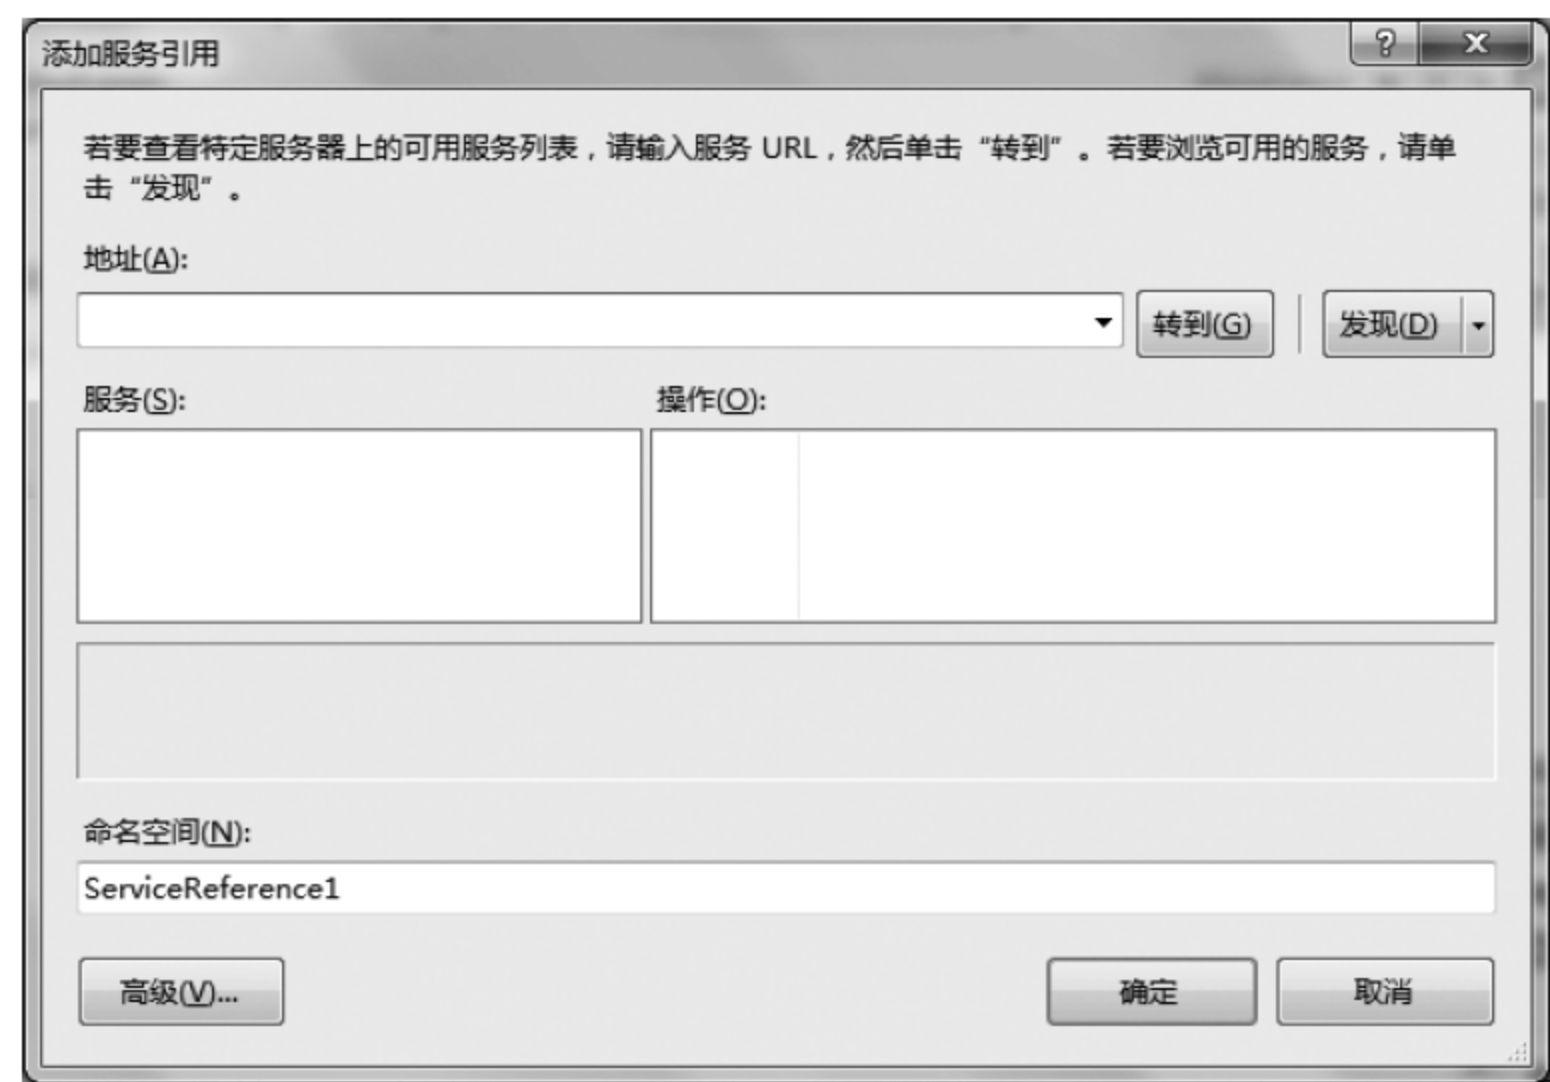 添加服务引用
若要查看特定服务器上的可用服务列表，请输入服务 URL，然后单击“转到”。若要浏览可用的服务，请单
击“发现”。
地址(A):
转到(G) 发现(D)
服务(S): 操作(O):
命名空间(N):
ServiceReference1
高级(V)... 确定 取消